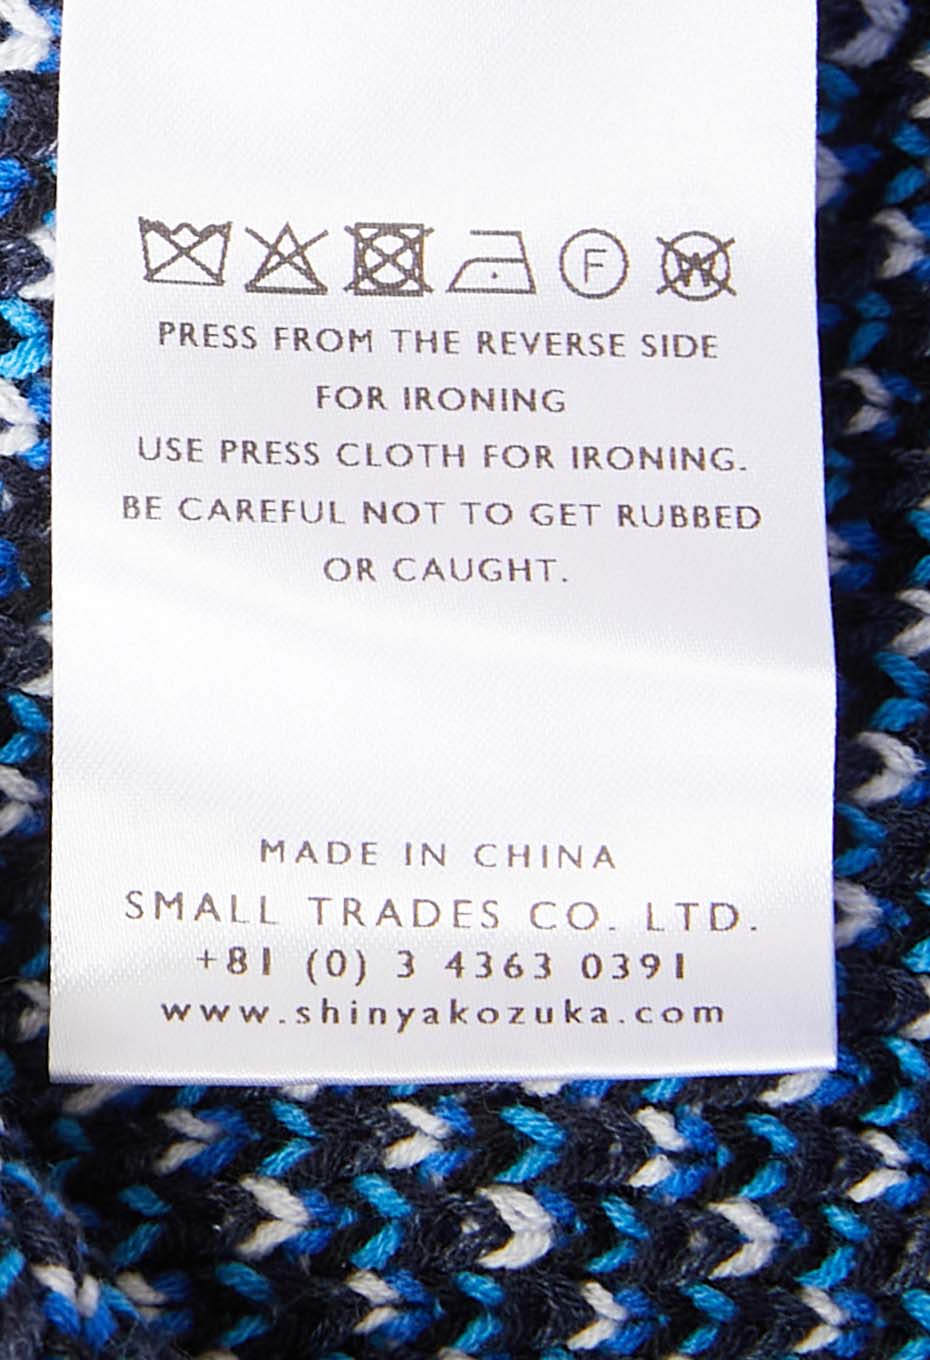 F W
PRESS FROM THE REVERSE SIDE
FOR IRONING
USE PRESS CLOTH FOR IRONING.
BE CAREFUL NOT TO GET RUBBED
OR CAUGHT.
MADE IN CHINA
SMALL TRADES CO. LTD.
+81 (0) 3 4363 0391
www.shinyakozuka.com